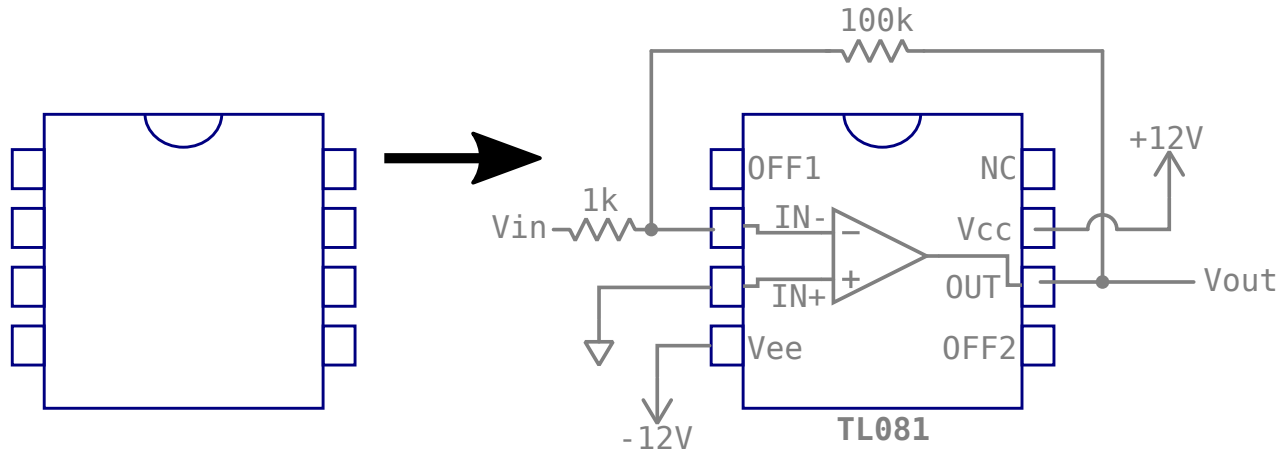 100k
+12V
OFF1 NC
1k
Vin IN- Vcc
IN+ OUT Vout
Vee OFF2
-12V TL081